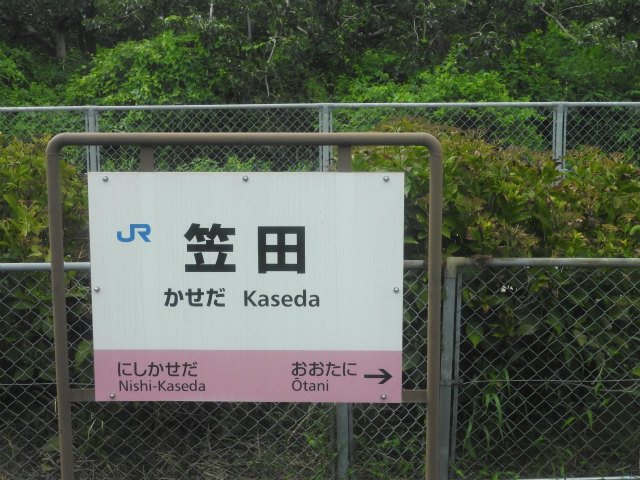 JR
笠田
かせだ Kaseda
にしかせだ おおたに
Nishi-Kaseda Ōtani